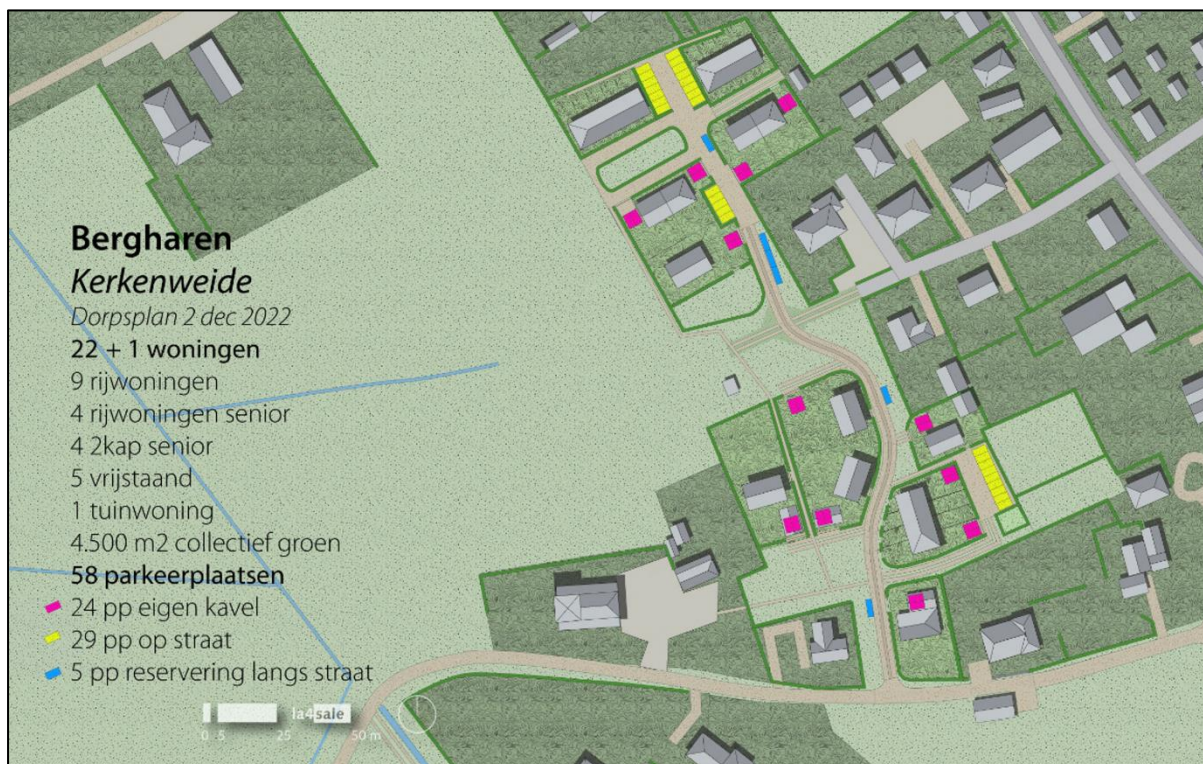 Bergharen
Kerkenweide
Dorpsplan 2 dec 2022
22 + 1 woningen
9 rijwoningen
4 rijwoningen senior
4 2kap senior
5 vrijstaand
1 tuinwoning
4.500 m2 collectief groen
58 parkeerplaatsen
24 pp eigen kavel
29 pp op straat
5 pp reservering langs straat
la4sale
0 5 25 50 m